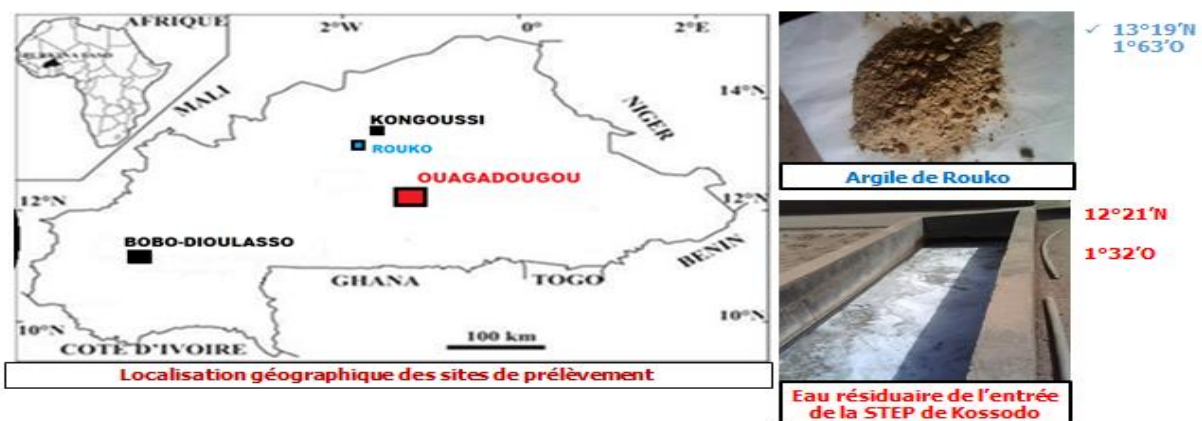 AFRIQUE
BURKINA FASO
2°W
0°
2°E
MALI
NIGER
14°N
KONGOUSSI
ROUKO
OUAGADOUGOU
12°N
12°N
BOBO-DIOULASSO
BENIN
GHANA
TOGO
10°N
10°N
100 km
COTE D'IVOIRE
Localisation géographique des sites de prélèvement
✓ 13°19′N
1°63′O
Argile de Rouko
12°21′N
1°32′O
Eau résiduaire de l'entrée
de la STEP de Kossodo